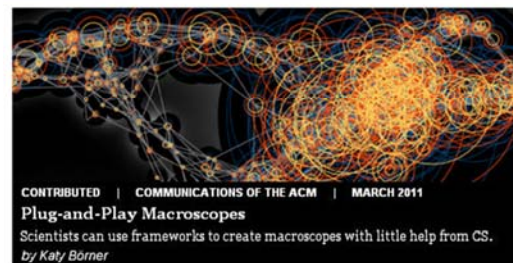 CONTRIBUTED | COMMUNICATIONS OF THE ACM | MARCH 2011
Plug-and-Play Macroscopes
Scientists can use frameworks to create macroscopes with little help from CS.
by Katy Börner